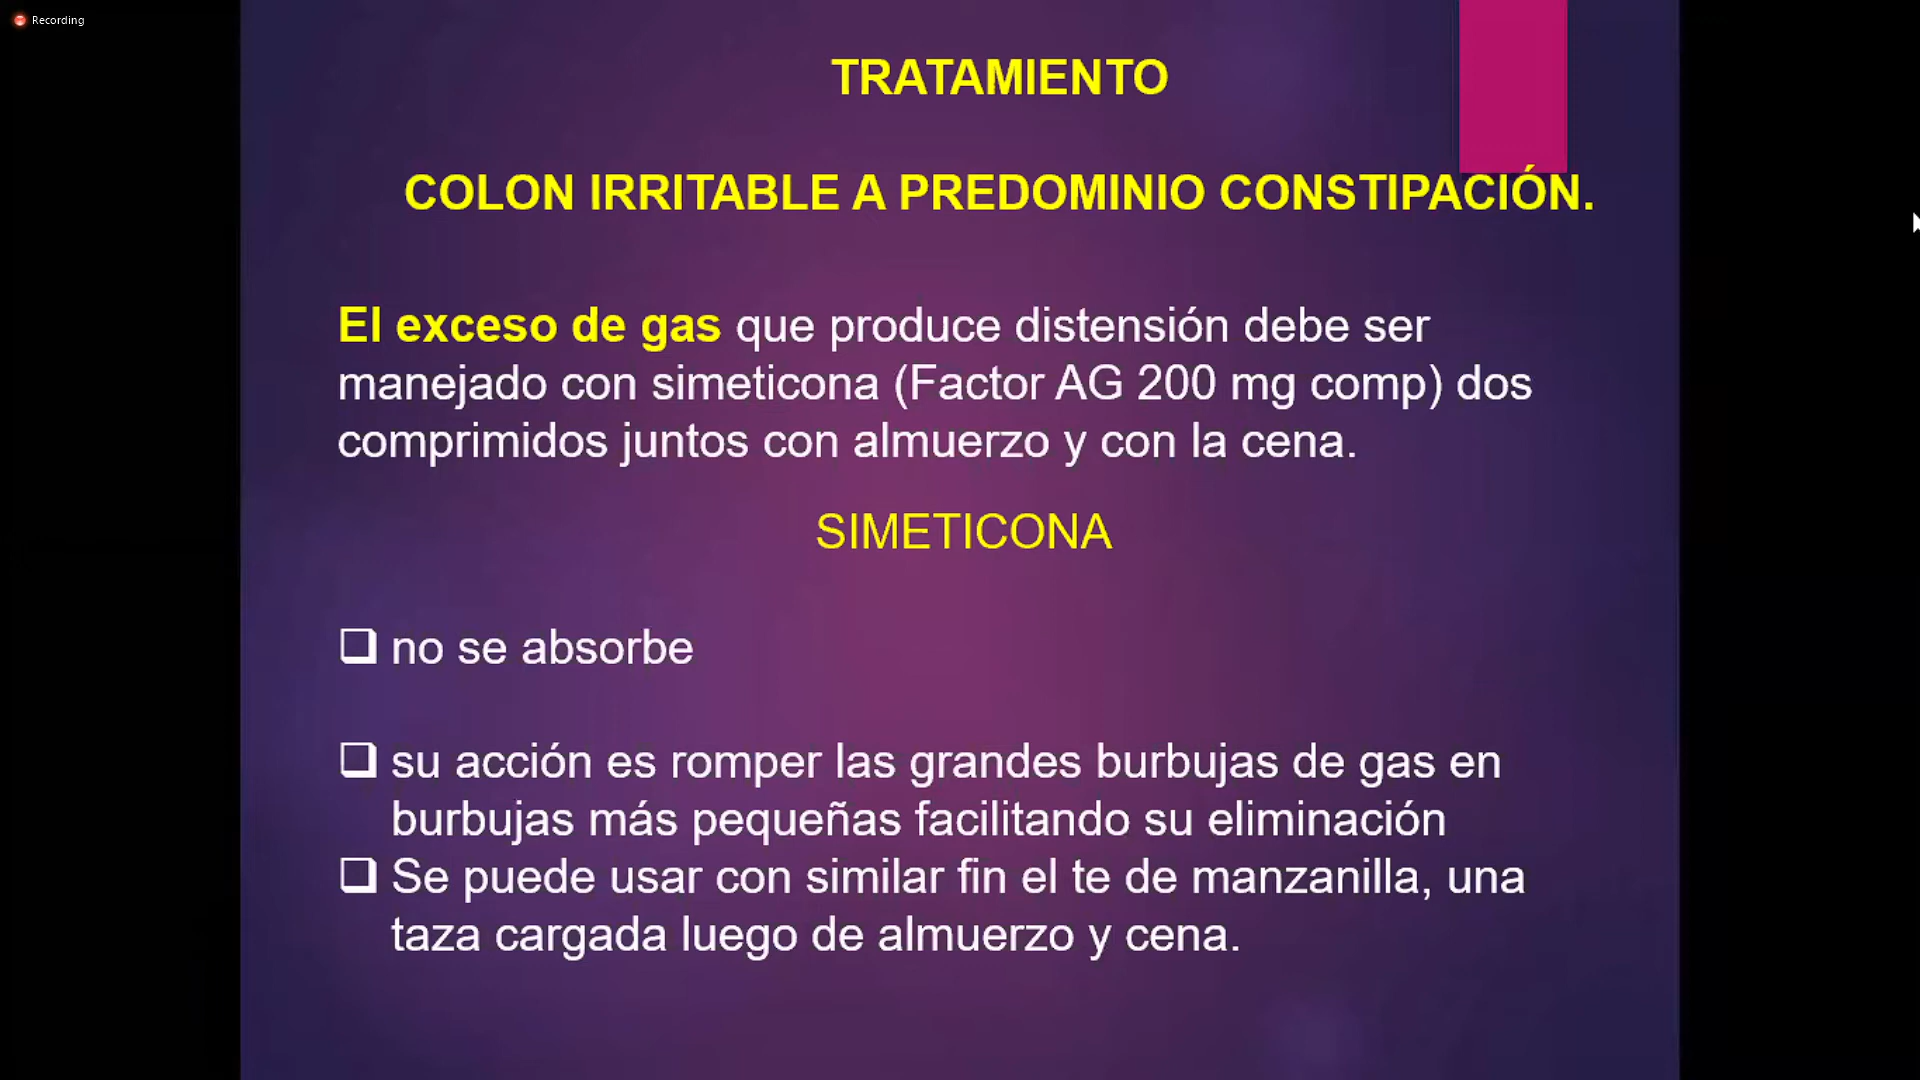 Recording
TRATAMIENTO
COLON IRRITABLE A PREDOMINIO CONSTIPACIÓN.
El exceso de gas que produce distensión debe ser
manejado con simeticona (Factor AG 200 mg comp) dos
comprimidos juntos con almuerzo y con la cena.
SIMETICONA
❑ no se absorbe
❑ su acción es romper las grandes burbujas de gas en
burbujas más pequeñas facilitando su eliminación
❑ Se puede usar con similar fin el te de manzanilla, una
taza cargada luego de almuerzo y cena.